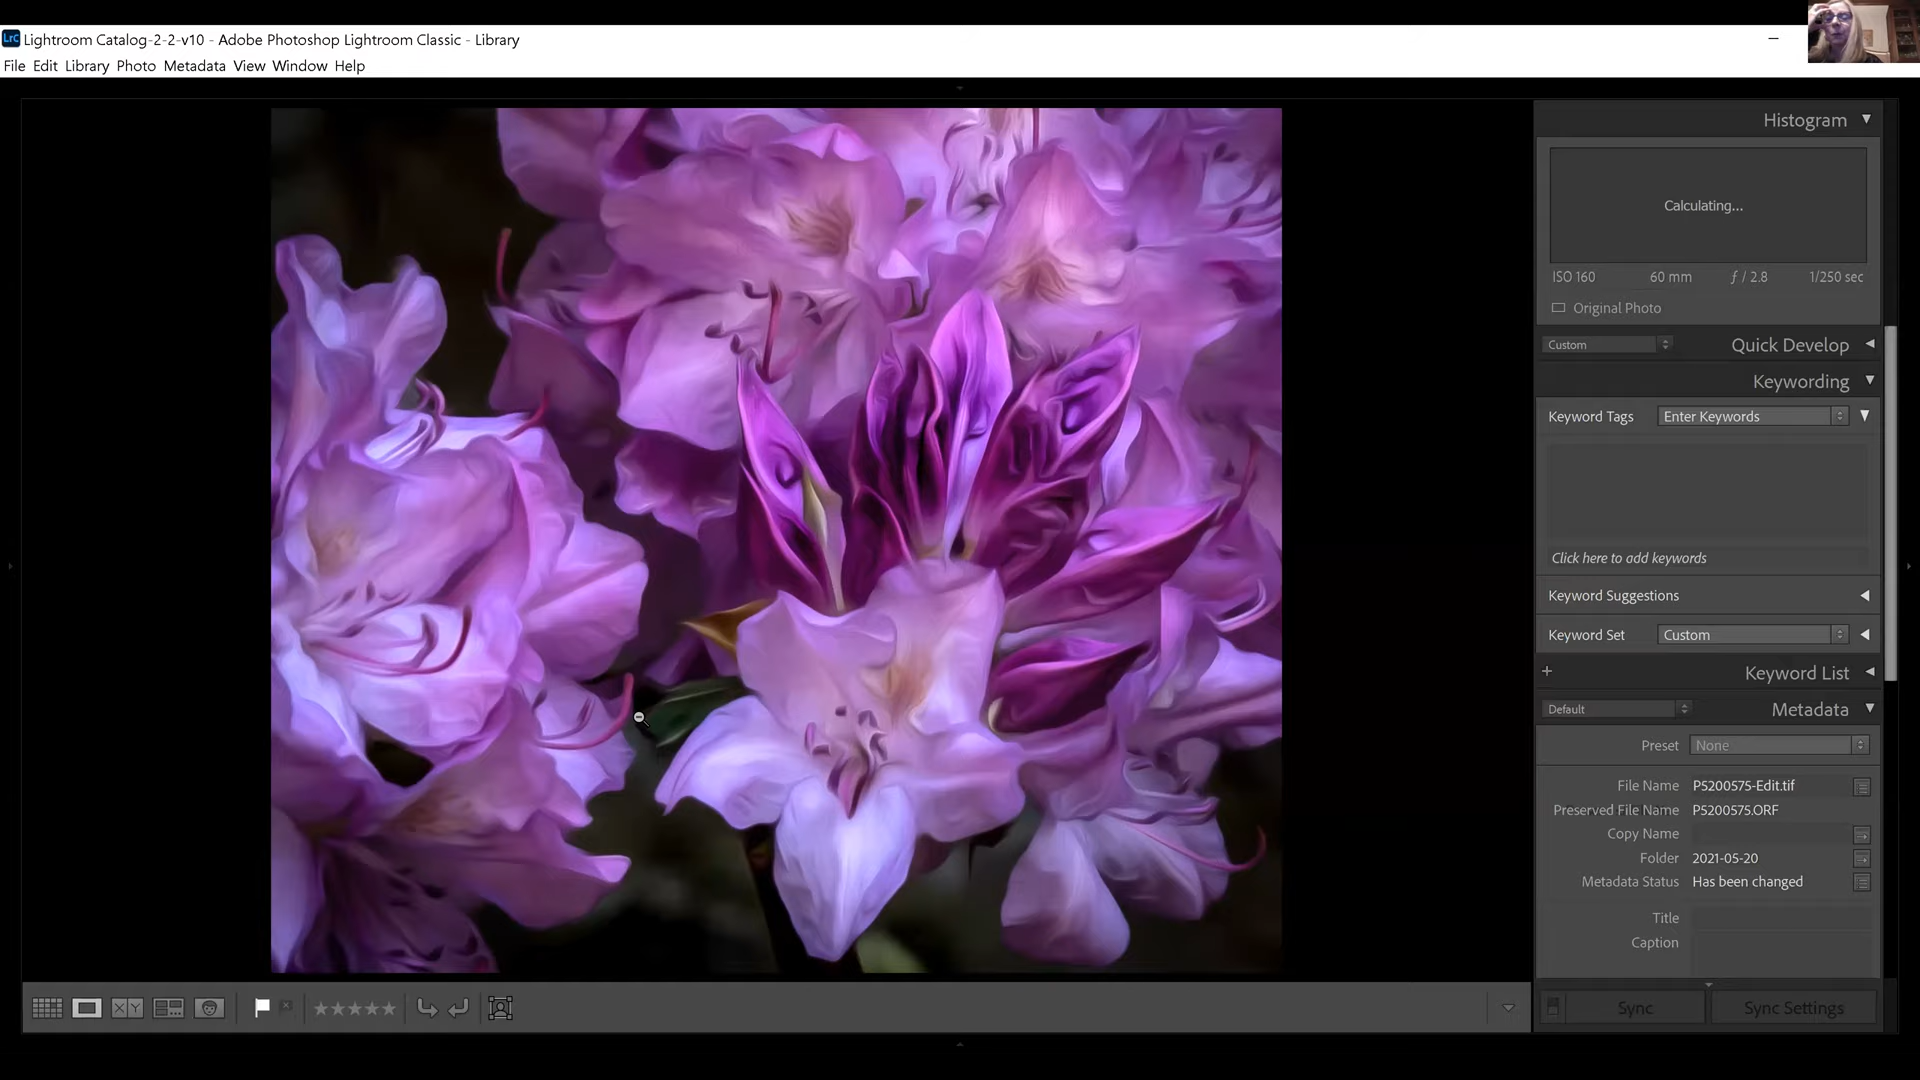 Lrc Lightroom Catalog-2-2-v10 - Adobe Photoshop Lightroom Classic - Library
File Edit Library Photo Metadata View Window Help
Histogram
Calculating...
ISO 160 60 mm ƒ / 2.8 1/250 sec
Original Photo
Custom Quick Develop
Keywording
Keyword Tags Enter Keywords
Click here to add keywords
Keyword Suggestions
Keyword Set Custom
+ Keyword List
Default Metadata
Preset None
File Name P5200575-Edit.tif
Preserved File Name P5200575.ORF
Copy Name
Folder 2021-05-20
Metadata Status Has been changed
Title
Caption
X Y
Sync Sync Settings